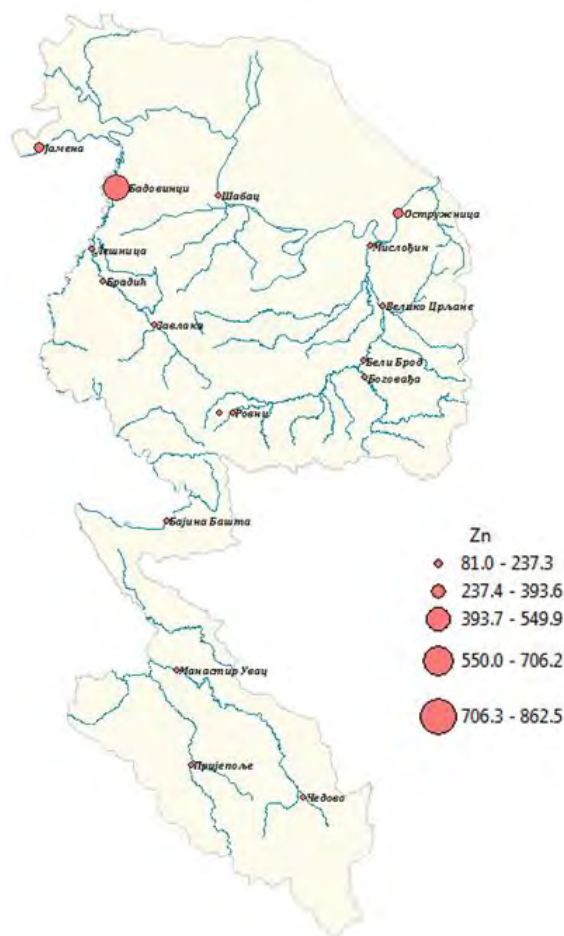 Јамена
Бадовинци
Шабац
Остружница
Мислођин
Лешница
Брадић
Велико Црљане
Завлака
Бели Брод
Боговађа
Ровни
Бајина Башта
Zn
81.0 - 237.3
237.4 - 393.6
393.7 - 549.9
550.0 - 706.2
706.3 - 862.5
Манастир Увац
Пријепоље
Чедово